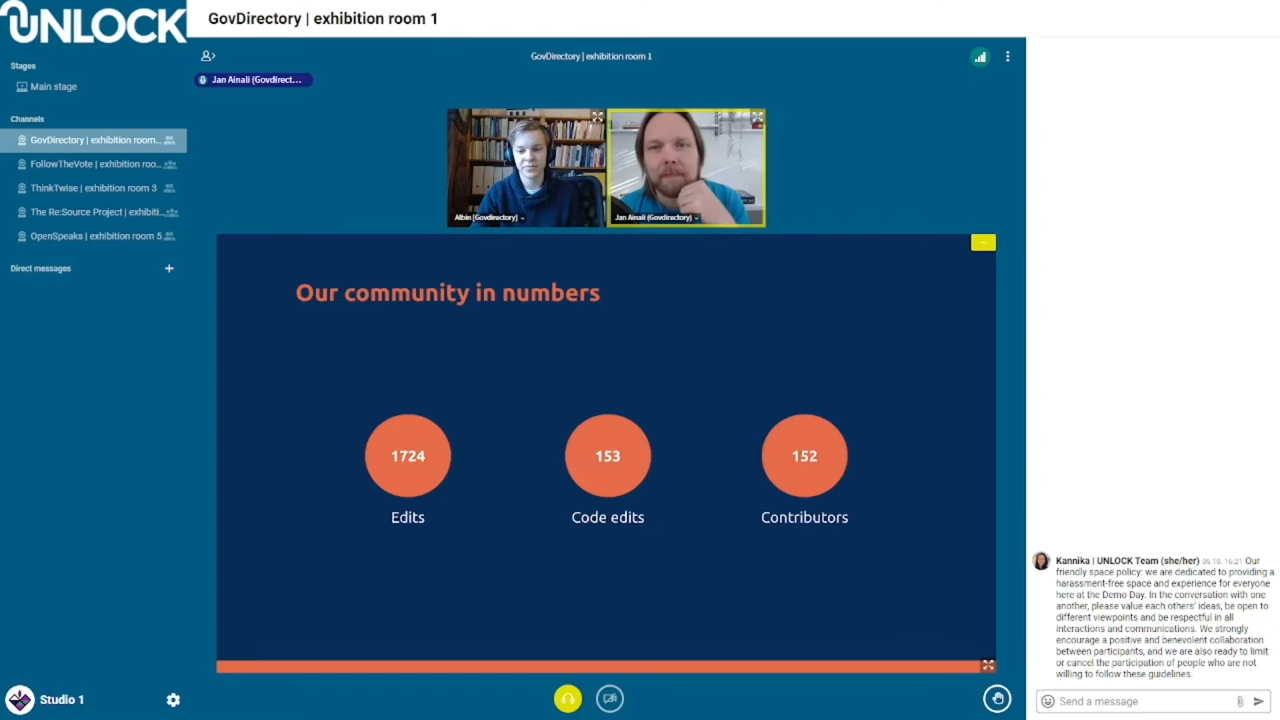 UNLOCK
GovDirectory | exhibition room 1
Stages
Main stage
Channels
GovDirectory | exhibition room...
FollowTheVote | exhibition roo...
ThinkTwise | exhibition room 3
The Re:Source Project | exhibiti...
OpenSpeaks | exhibition room 5
Direct messages
+
GovDirectory | exhibition room 1
Jan Ainali (Govdirect...
Albin (Govdirectory)
Jan Ainali (Govdirectory)
Our community in numbers
1724
153
152
Edits
Code edits
Contributors
Kannika | UNLOCK Team (she/her) 05.10, 16:21 Our
friendly space policy: we are dedicated to providing a
harassment-free space and experience for everyone
here at the Demo Day. In the conversation with one
another, please value each others' ideas, be open to
different viewpoints and be respectful in all
interactions and communications. We strongly
encourage a positive and benevolent collaboration
between participants, and we are also ready to limit
or cancel the participation of people who are not
willing to follow these guidelines.
Studio 1
Send a message